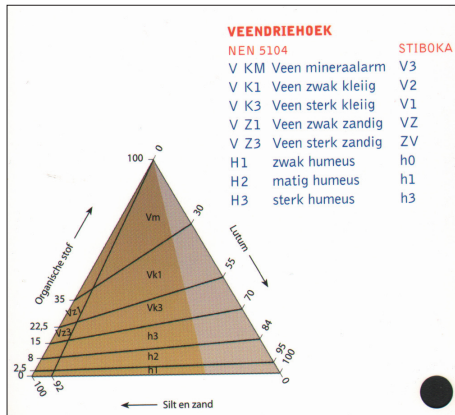 VEENDRIEHOEK
NEN 5104 STIBOKA
V KM Veen mineraalarm V3
V K1 Veen zwak kleiig V2
V K3 Veen sterk kleiig V1
V Z1 Veen zwak zandig VZ
V Z3 Veen sterk zandig ZV
H1 zwak humeus h0
H2 matig humeus h1
H3 sterk humeus h3
100 0
Vm
30
Organische stof Lutum
Vk1
55
35
Vz1
Vk3
70
22,5
Vz3
15
h3
84
8
h2
95
2,5
h1
100
0
100 92 0
Silt en zand